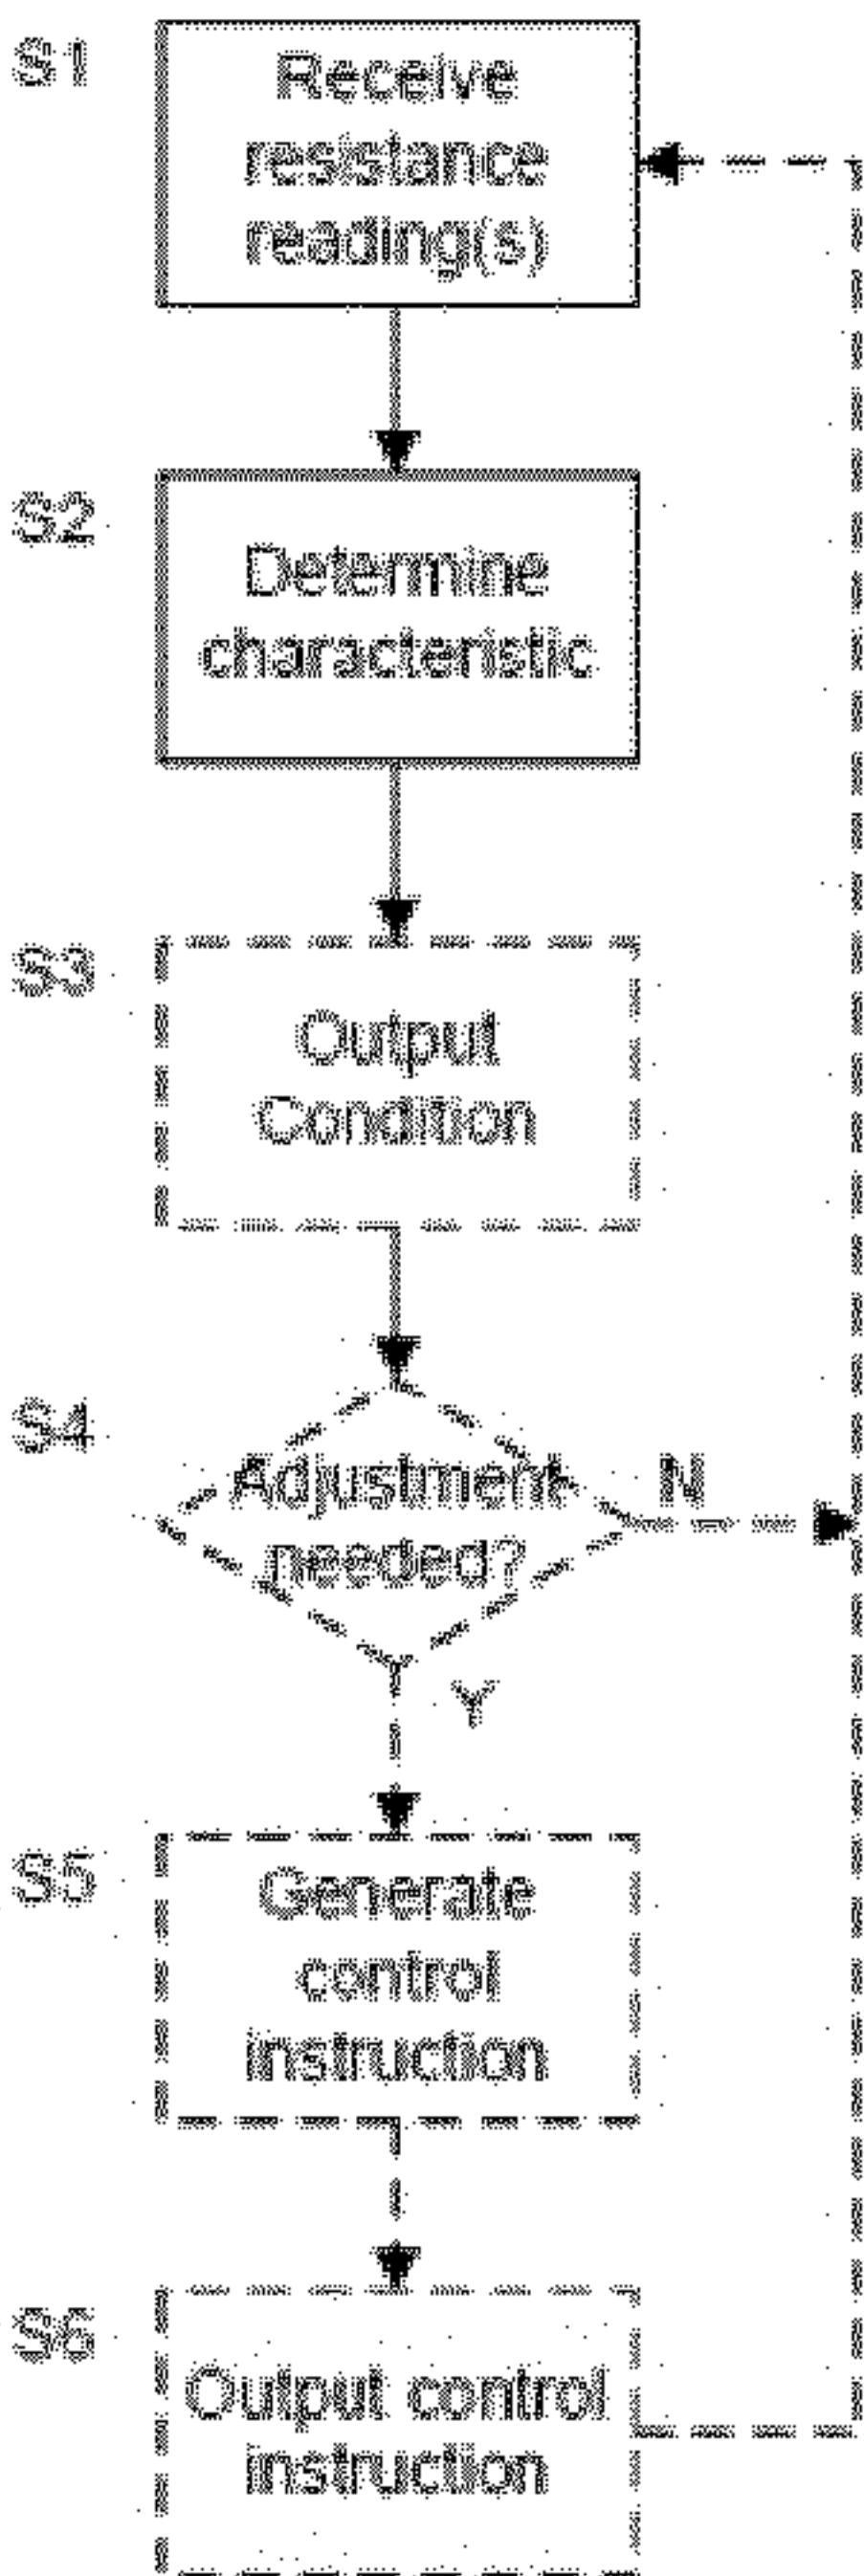 S1
Receive
resistance
reading(s)
S2
Determine
characteristic
S3
Output
Condition
S4
Adjustment
needed?
N
Y
S5
Generate
control
instruction
S6
Output control
instruction